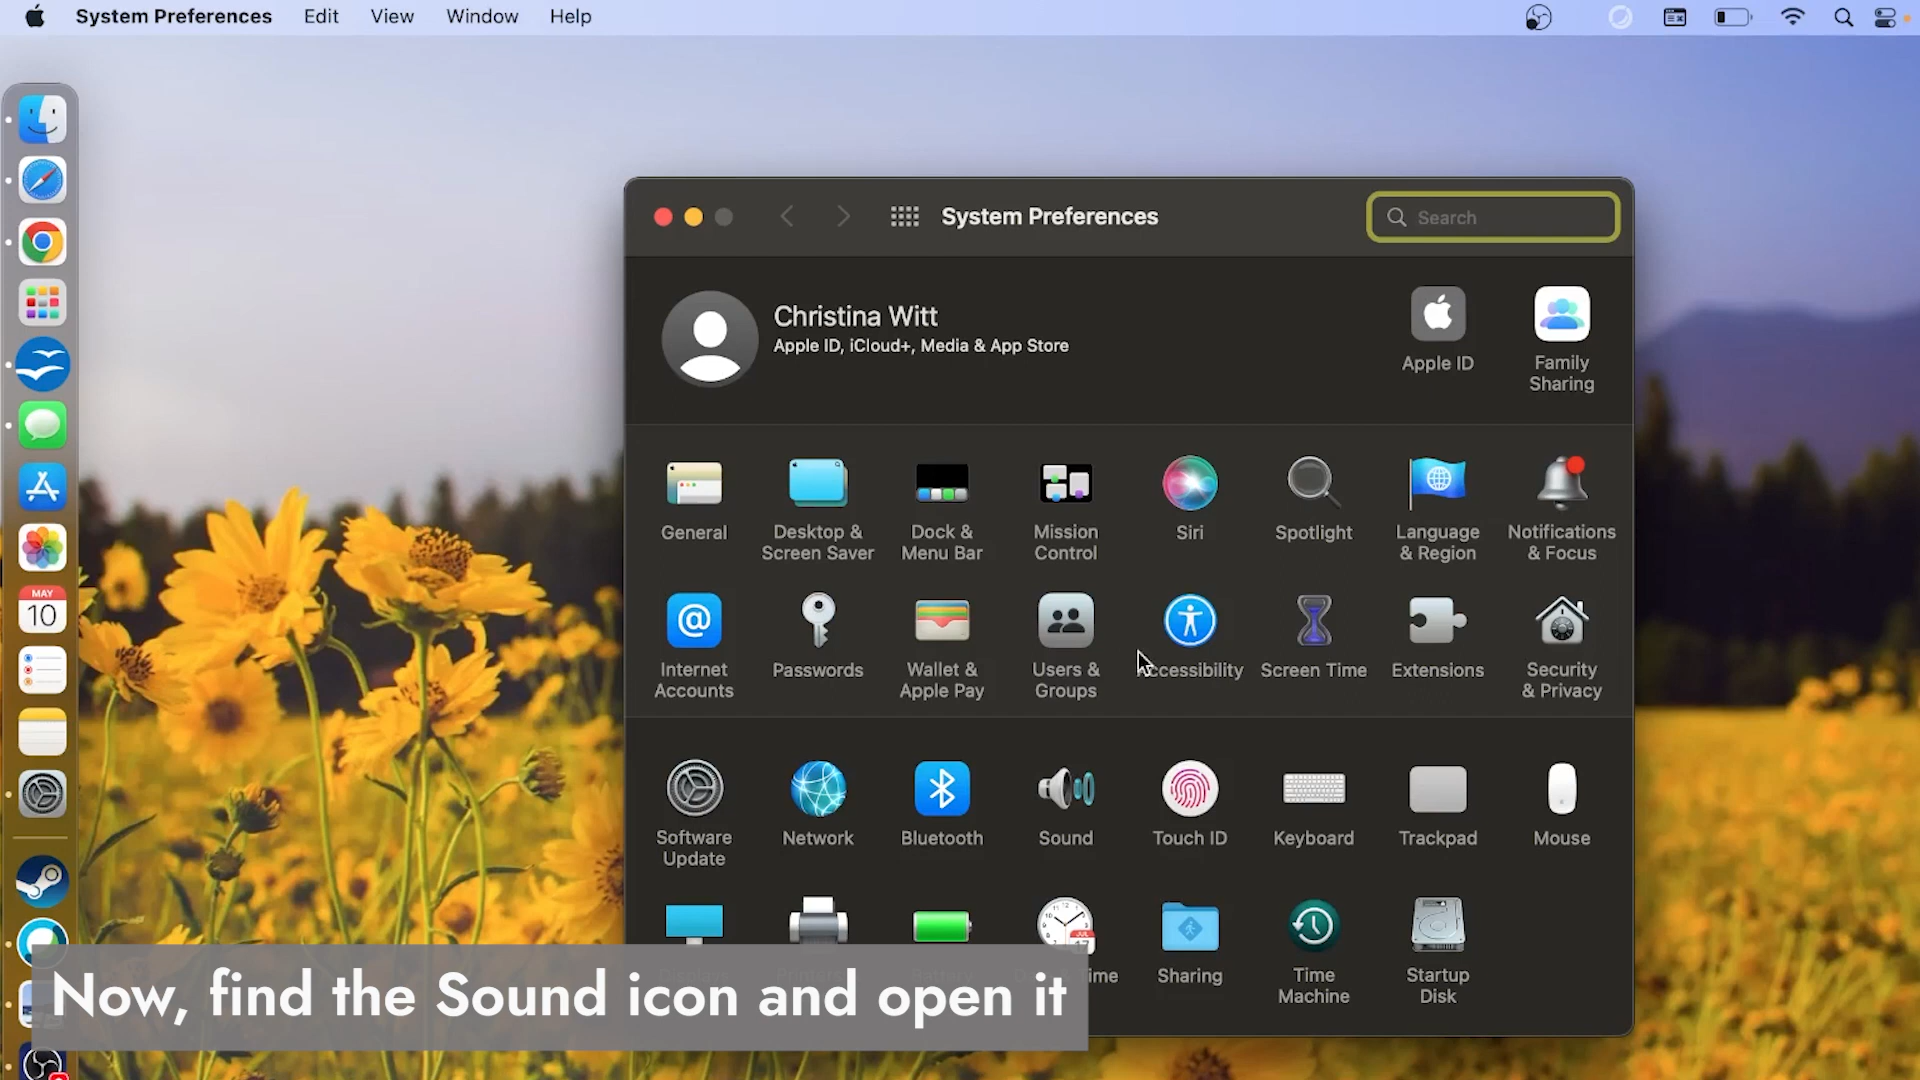 System Preferences Edit View Window Help
System Preferences
Search
Christina Witt
Apple ID, iCloud+, Media & App Store
Apple ID
Family
Sharing
General
Desktop &
Screen Saver
Dock &
Menu Bar
Mission
Control
Siri
Spotlight
Language
& Region
Notifications
& Focus
Internet
Accounts
Passwords
Wallet &
Apple Pay
Users &
Groups
ccessibility
Screen Time
Extensions
Security
& Privacy
Software
Update
Network
Bluetooth
Sound
Touch ID
Keyboard
Trackpad
Mouse
Sharing
Time
Machine
Startup
Disk
MAY
10
Now, find the Sound icon and open it